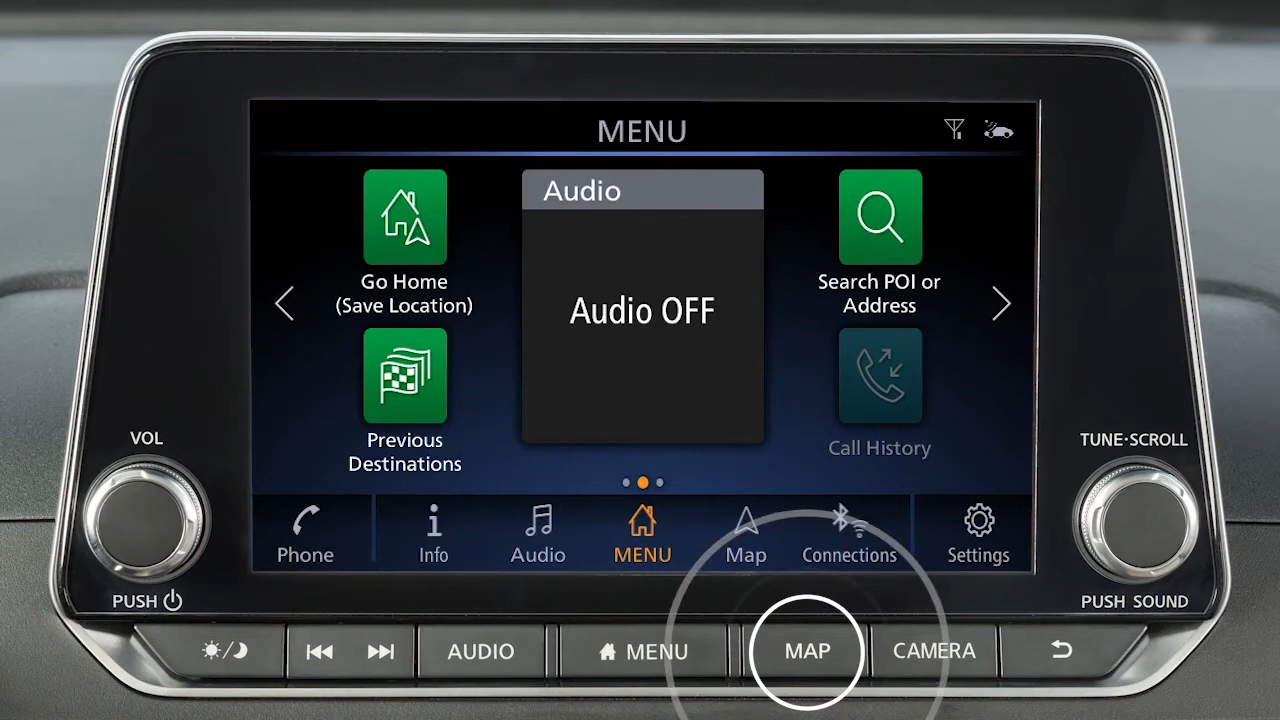 MENU
Audio
Audio OFF
Go Home
(Save Location)
Search POI or
Address
Previous
Destinations
Call History
VOL
TUNE·SCROLL
Phone
Info
Audio
MENU
Map
Connections
Settings
PUSH
PUSH SOUND
AUDIO
MENU
MAP
CAMERA